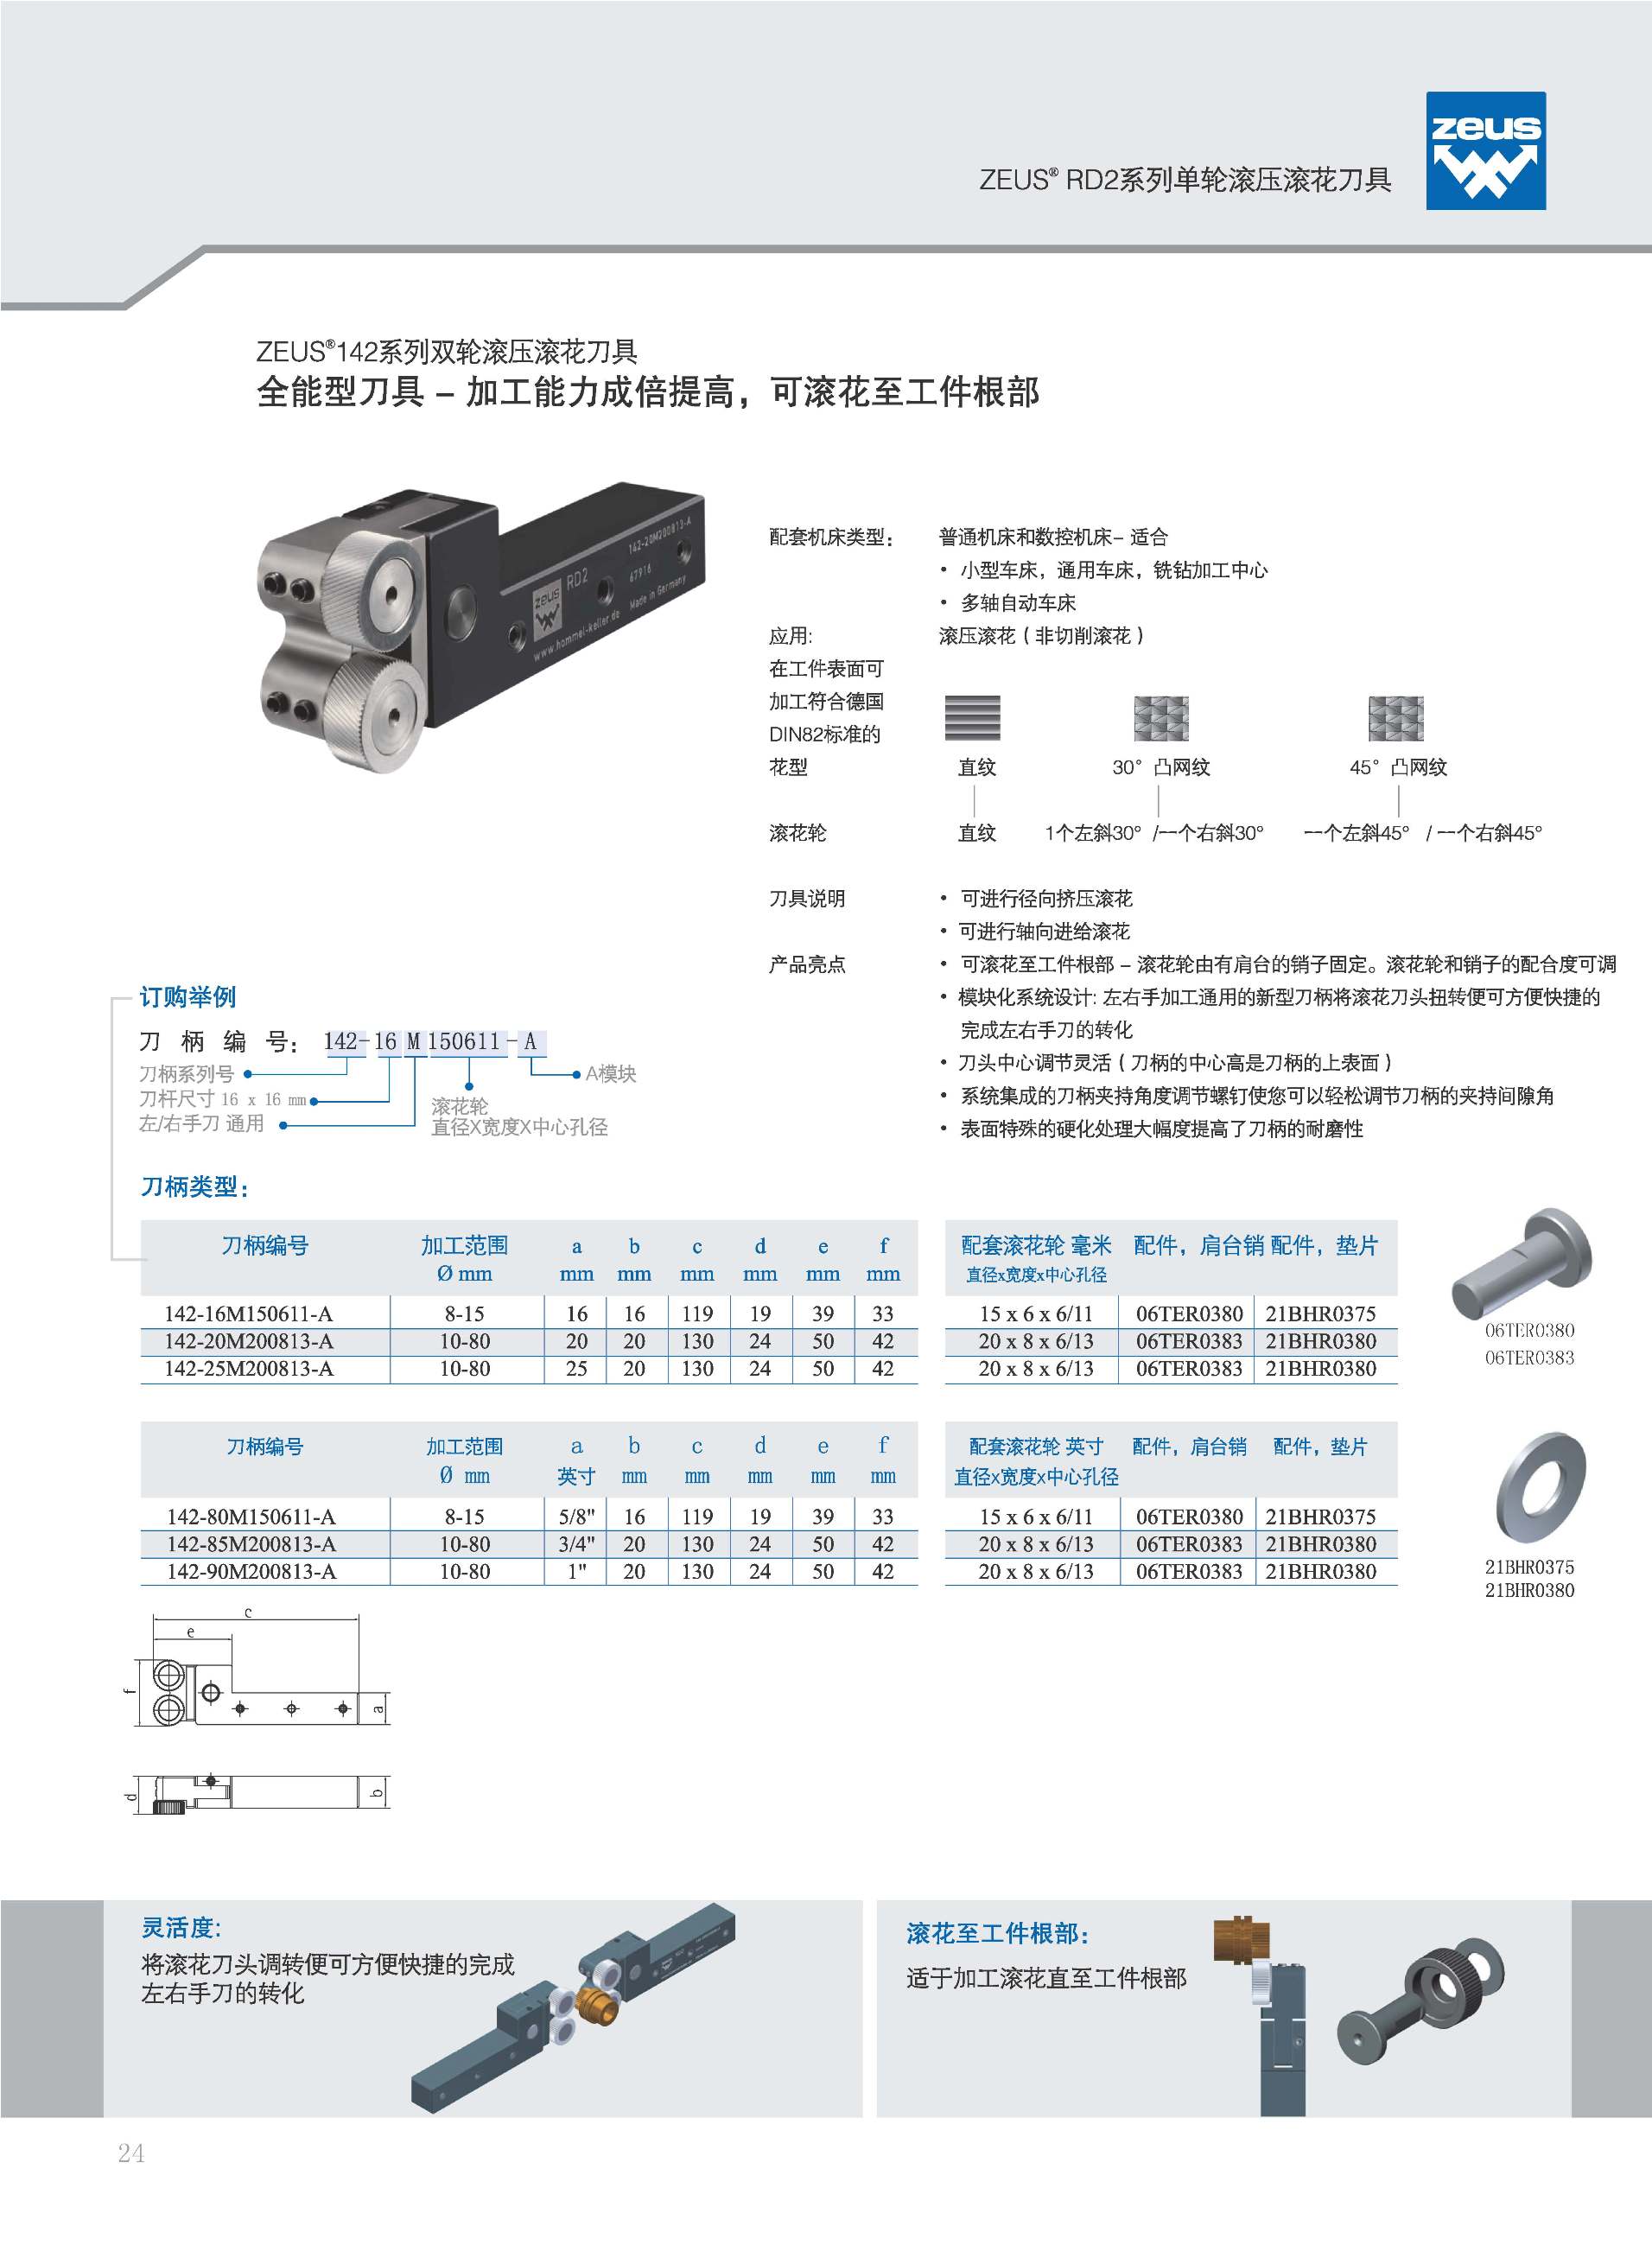 zeus
ZEUS® RD2系列单轮滚压滚花刀具
ZEUS®142系列双轮滚压滚花刀具
全能型刀具 – 加工能力成倍提高，可滚花至工件根部
142-20M200813-A
RD2
47916
zeus
Made in Germany
www.hommel-keller.de
配套机床类型： 普通机床和数控机床– 适合
• 小型车床，通用车床，铣钻加工中心
• 多轴自动车床
应用: 滚压滚花（非切削滚花）
在工件表面可
加工符合德国
DIN82标准的
花型 直纹 30° 凸网纹 45° 凸网纹
滚花轮 直纹 1个左斜30° /一个右斜30° 一个左斜45° / 一个右斜45°
刀具说明 • 可进行径向挤压滚花
• 可进行轴向进给滚花
产品亮点 • 可滚花至工件根部 – 滚花轮由有肩台的销子固定。滚花轮和销子的配合度可调
• 模块化系统设计: 左右手加工通用的新型刀柄将滚花刀头扭转便可方便快捷的
完成左右手刀的转化
• 刀头中心调节灵活（刀柄的中心高是刀柄的上表面）
• 系统集成的刀柄夹持角度调节螺钉使您可以轻松调节刀柄的夹持间隙角
• 表面特殊的硬化处理大幅度提高了刀柄的耐磨性
订购举例
刀 柄 编 号: 142-16 M 150611-A
刀柄系列号 A模块
刀杆尺寸 16 x 16 mm
左/右手刀 通用
滚花轮
直径X宽度X中心孔径
刀柄类型：
刀柄编号 加工范围 a b c d e f 配套滚花轮 毫米 配件，肩台销 配件，垫片
Ø mm mm mm mm mm mm mm 直径x宽度x中心孔径
142-16M150611-A 8-15 16 16 119 19 39 33 15 x 6 x 6/11 06TER0380 21BHR0375
142-20M200813-A 10-80 20 20 130 24 50 42 20 x 8 x 6/13 06TER0383 21BHR0380
142-25M200813-A 10-80 25 20 130 24 50 42 20 x 8 x 6/13 06TER0383 21BHR0380
06TER0380
06TER0383
刀柄编号 加工范围 a b c d e f 配套滚花轮 英寸 配件，肩台销 配件，垫片
Ø mm 英寸 mm mm mm mm mm 直径x宽度x中心孔径
142-80M150611-A 8-15 5/8" 16 119 19 39 33 15 x 6 x 6/11 06TER0380 21BHR0375
142-85M200813-A 10-80 3/4" 20 130 24 50 42 20 x 8 x 6/13 06TER0383 21BHR0380
142-90M200813-A 10-80 1" 20 130 24 50 42 20 x 8 x 6/13 06TER0383 21BHR0380
21BHR0375
21BHR0380
c
e
f
a
d
b
灵活度:
将滚花刀头调转便可方便快捷的完成
左右手刀的转化
滚花至工件根部：
适于加工滚花直至工件根部
24